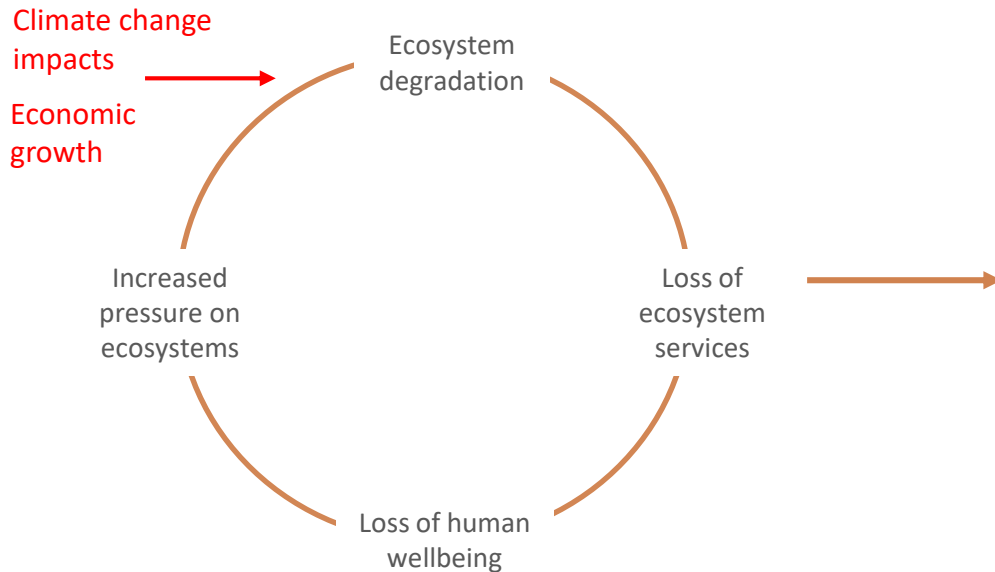 Climate change
impacts
Economic
growth
Ecosystem
degradation
Increased
pressure on
ecosystems
Loss of
ecosystem
services
Loss of human
wellbeing